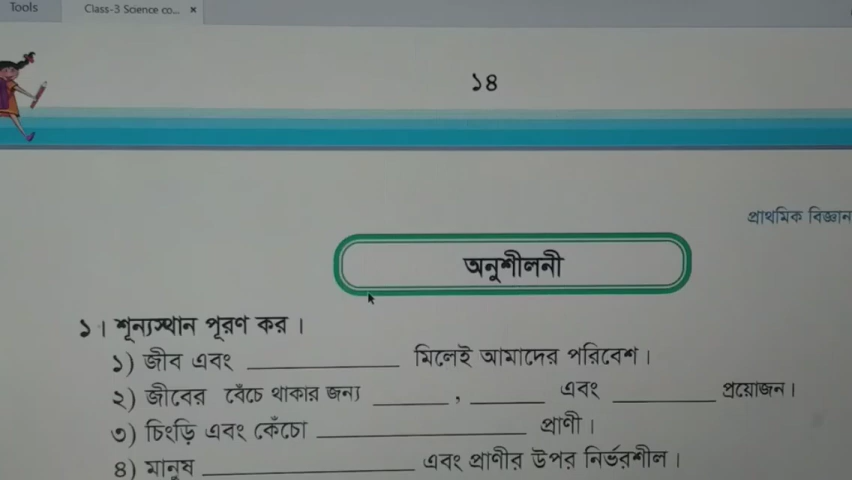 Tools Class-3 Science co... ×
১৪
প্রাথমিক বিজ্ঞান
অনুশীলনী
১। শূন্যস্থান পূরণ কর।
১) জীব এবং ____________ মিলেই আমাদের পরিবেশ।
২) জীবের বেঁচে থাকার জন্য ______, ______ এবং ________ প্রয়োজন।
৩) চিংড়ি এবং কেঁচো ________________ প্রাণী।
৪) মানুষ ________________ এবং প্রাণীর উপর নির্ভরশীল।